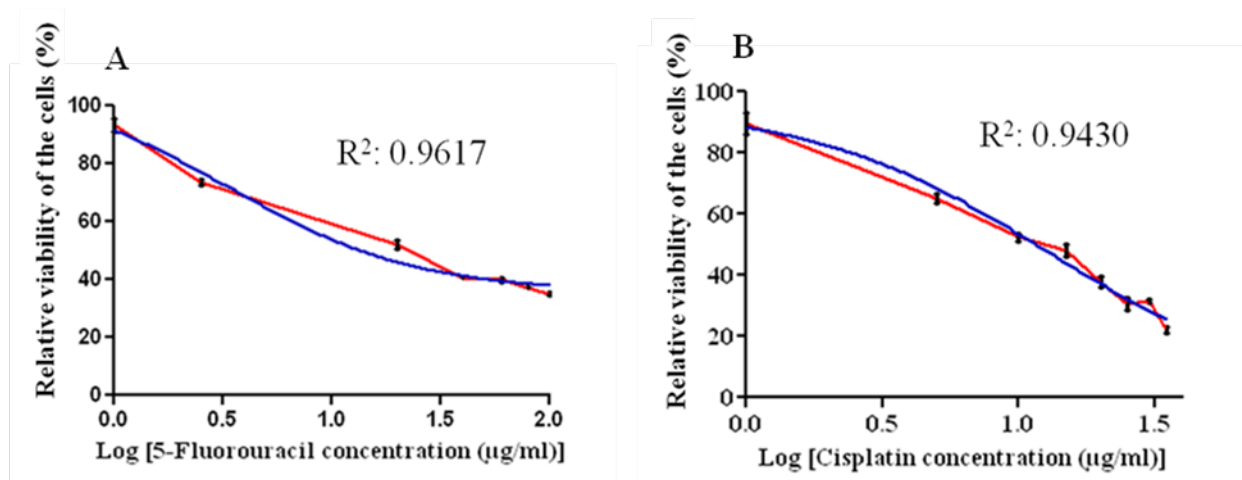 A
Relative viability of the cells (%)
100
80
60
40
20
0
R²: 0.9617
0.0 0.5 1.0 1.5 2.0
Log [5-Fluorouracil concentration (µg/ml)]
B
Relative viability of the cells (%)
100
80
60
40
20
0
R²: 0.9430
0.0 0.5 1.0 1.5
Log [Cisplatin concentration (µg/ml)]